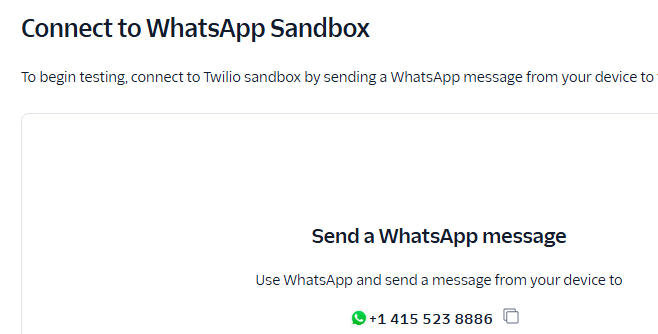 Connect to WhatsApp Sandbox
To begin testing, connect to Twilio sandbox by sending a WhatsApp message from your device to
Send a WhatsApp message
Use WhatsApp and send a message from your device to
+1 415 523 8886